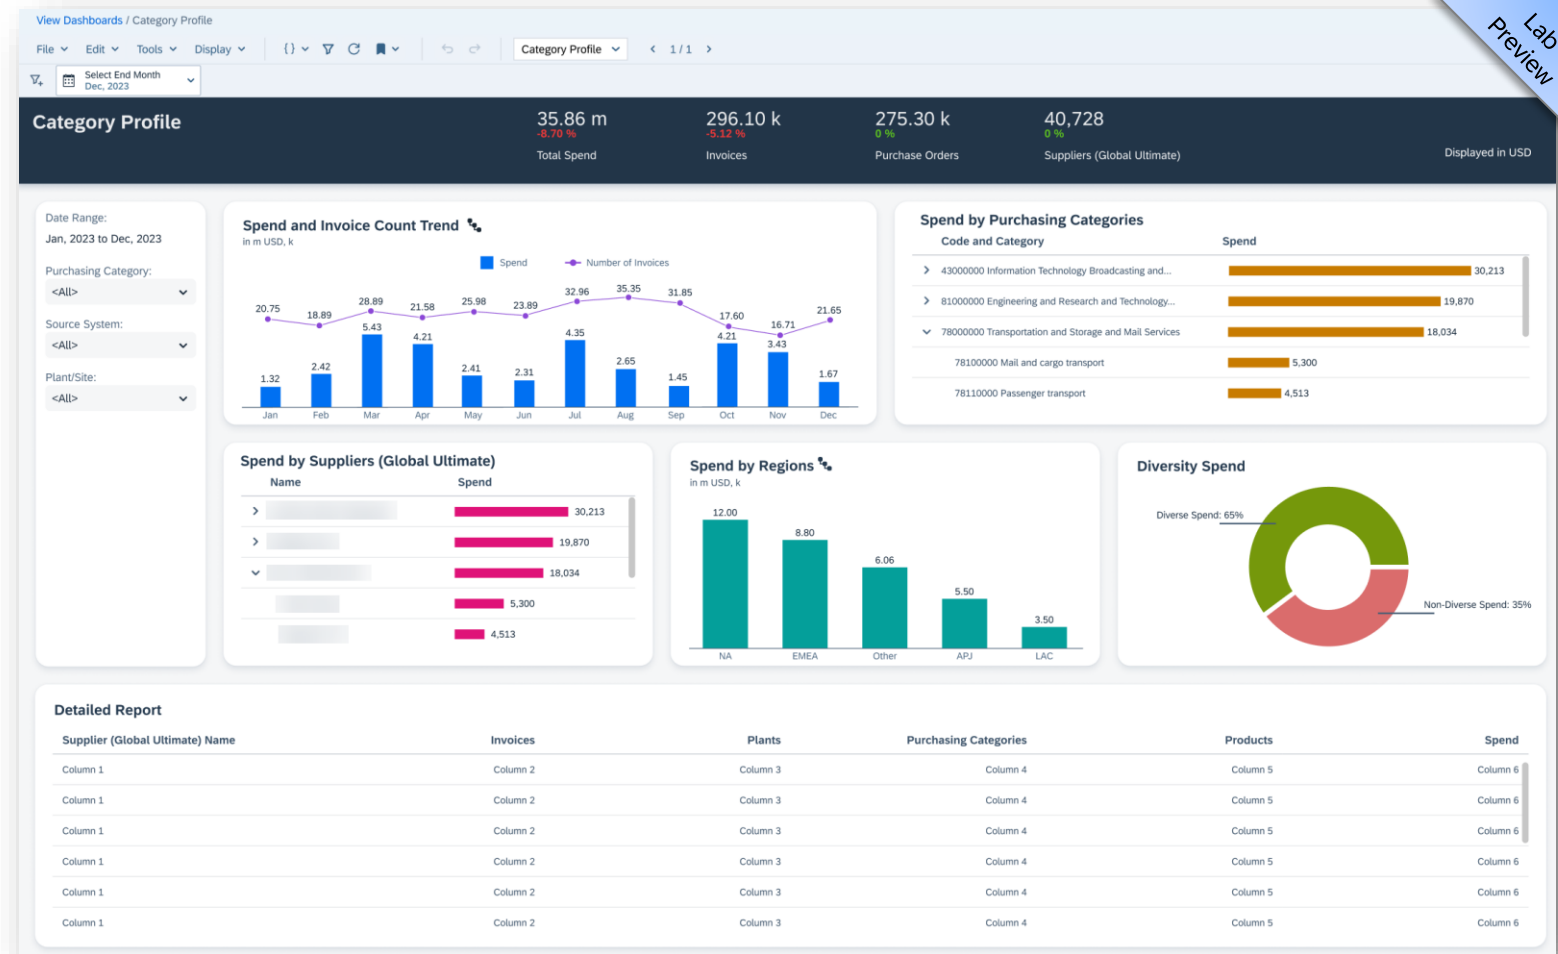 View Dashboards / Category Profile
Lab Preview
File Edit Tools Display { } Category Profile 1 / 1
Select End Month
Dec, 2023
Category Profile
35.86 m 296.10 k 275.30 k 40,728
-8.70 % -5.12 % 0 % 0 %
Total Spend Invoices Purchase Orders Suppliers (Global Ultimate)
Displayed in USD
Date Range:
Jan, 2023 to Dec, 2023
Purchasing Category:
<All>
Source System:
<All>
Plant/Site:
<All>
Spend and Invoice Count Trend
in m USD, k
Spend Number of Invoices
20.75 18.89 28.89 21.58 25.98 23.89 32.96 35.35 31.85 17.60 16.71 21.65
1.32 2.42 5.43 4.21 2.41 2.31 4.35 2.65 1.45 4.21 3.43 1.67
Jan Feb Mar Apr May Jun Jul Aug Sep Oct Nov Dec
Spend by Purchasing Categories
Code and Category Spend
43000000 Information Technology Broadcasting and... 30,213
81000000 Engineering and Research and Technology... 19,870
78000000 Transportation and Storage and Mail Services 18,034
78100000 Mail and cargo transport 5,300
78110000 Passenger transport 4,513
Spend by Suppliers (Global Ultimate)
Name Spend
30,213
19,870
18,034
5,300
4,513
Spend by Regions
in m USD, k
12.00 8.80 6.06 5.50 3.50
NA EMEA Other APJ LAC
Diversity Spend
Diverse Spend: 65%
Non-Diverse Spend: 35%
Detailed Report
Supplier (Global Ultimate) Name Invoices Plants Purchasing Categories Products Spend
Column 1 Column 2 Column 3 Column 4 Column 5 Column 6
Column 1 Column 2 Column 3 Column 4 Column 5 Column 6
Column 1 Column 2 Column 3 Column 4 Column 5 Column 6
Column 1 Column 2 Column 3 Column 4 Column 5 Column 6
Column 1 Column 2 Column 3 Column 4 Column 5 Column 6
Column 1 Column 2 Column 3 Column 4 Column 5 Column 6